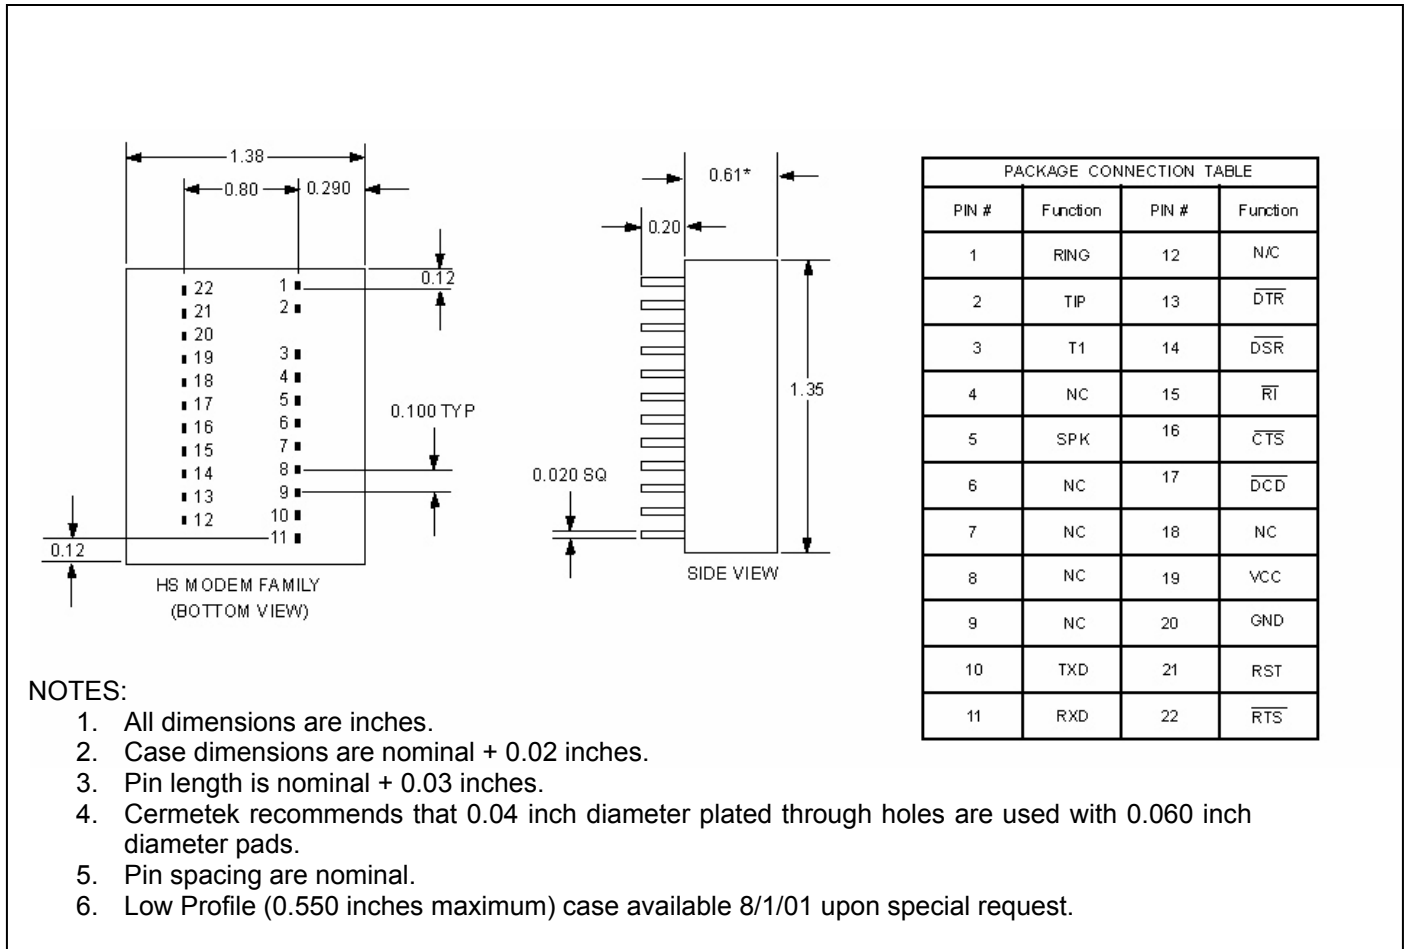 1.38
0.80
0.290
0.12
22 1
21 2
20
19 3
18 4
17 5
16 6
15 7
14 8
13 9
12 10
11
0.100 TYP
0.12
HS MODEM FAMILY
(BOTTOM VIEW)
0.61*
0.20
1.35
0.020 SQ
SIDE VIEW
PACKAGE CONNECTION TABLE
PIN # Function PIN # Function
1 RING 12 N/C
2 TIP 13 D̅T̅R̅
3 T1 14 D̅S̅R̅
4 NC 15 R̅I̅
5 SPK 16 C̅T̅S̅
6 NC 17 D̅C̅D̅
7 NC 18 NC
8 NC 19 VCC
9 NC 20 GND
10 TXD 21 RST
11 RXD 22 R̅T̅S̅
NOTES:
1. All dimensions are inches.
2. Case dimensions are nominal + 0.02 inches.
3. Pin length is nominal + 0.03 inches.
4. Cermetek recommends that 0.04 inch diameter plated through holes are used with 0.060 inch
diameter pads.
5. Pin spacing are nominal.
6. Low Profile (0.550 inches maximum) case available 8/1/01 upon special request.